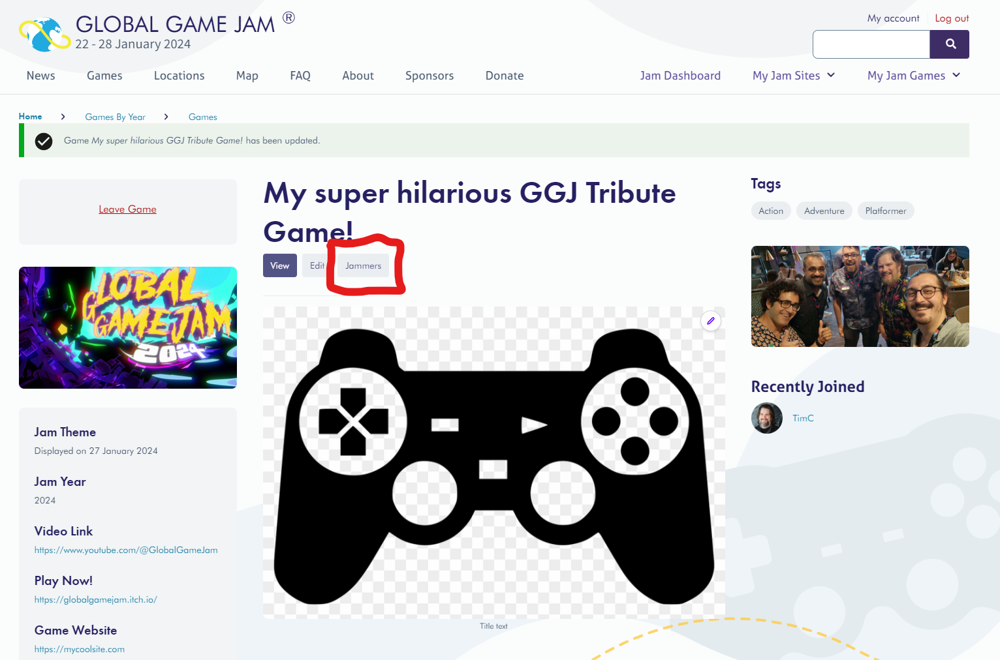 GLOBAL GAME JAM ®
22 - 28 January 2024
My account
Log out
News Games Locations Map FAQ About Sponsors Donate
Jam Dashboard My Jam Sites My Jam Games
Home Games By Year Games
Game My super hilarious GGJ Tribute Game! has been updated.
Leave Game
GLOBAL
GAME JAM
2024
Jam Theme
Displayed on 27 January 2024
Jam Year
2024
Video Link
https://www.youtube.com/@GlobalGameJam
Play Now!
https://globalgamejam.itch.io/
Game Website
https://mycoolsite.com
My super hilarious GGJ Tribute
Game!
View Edit Jammers
Title text
Tags
Action Adventure Platformer
Recently Joined
TimC